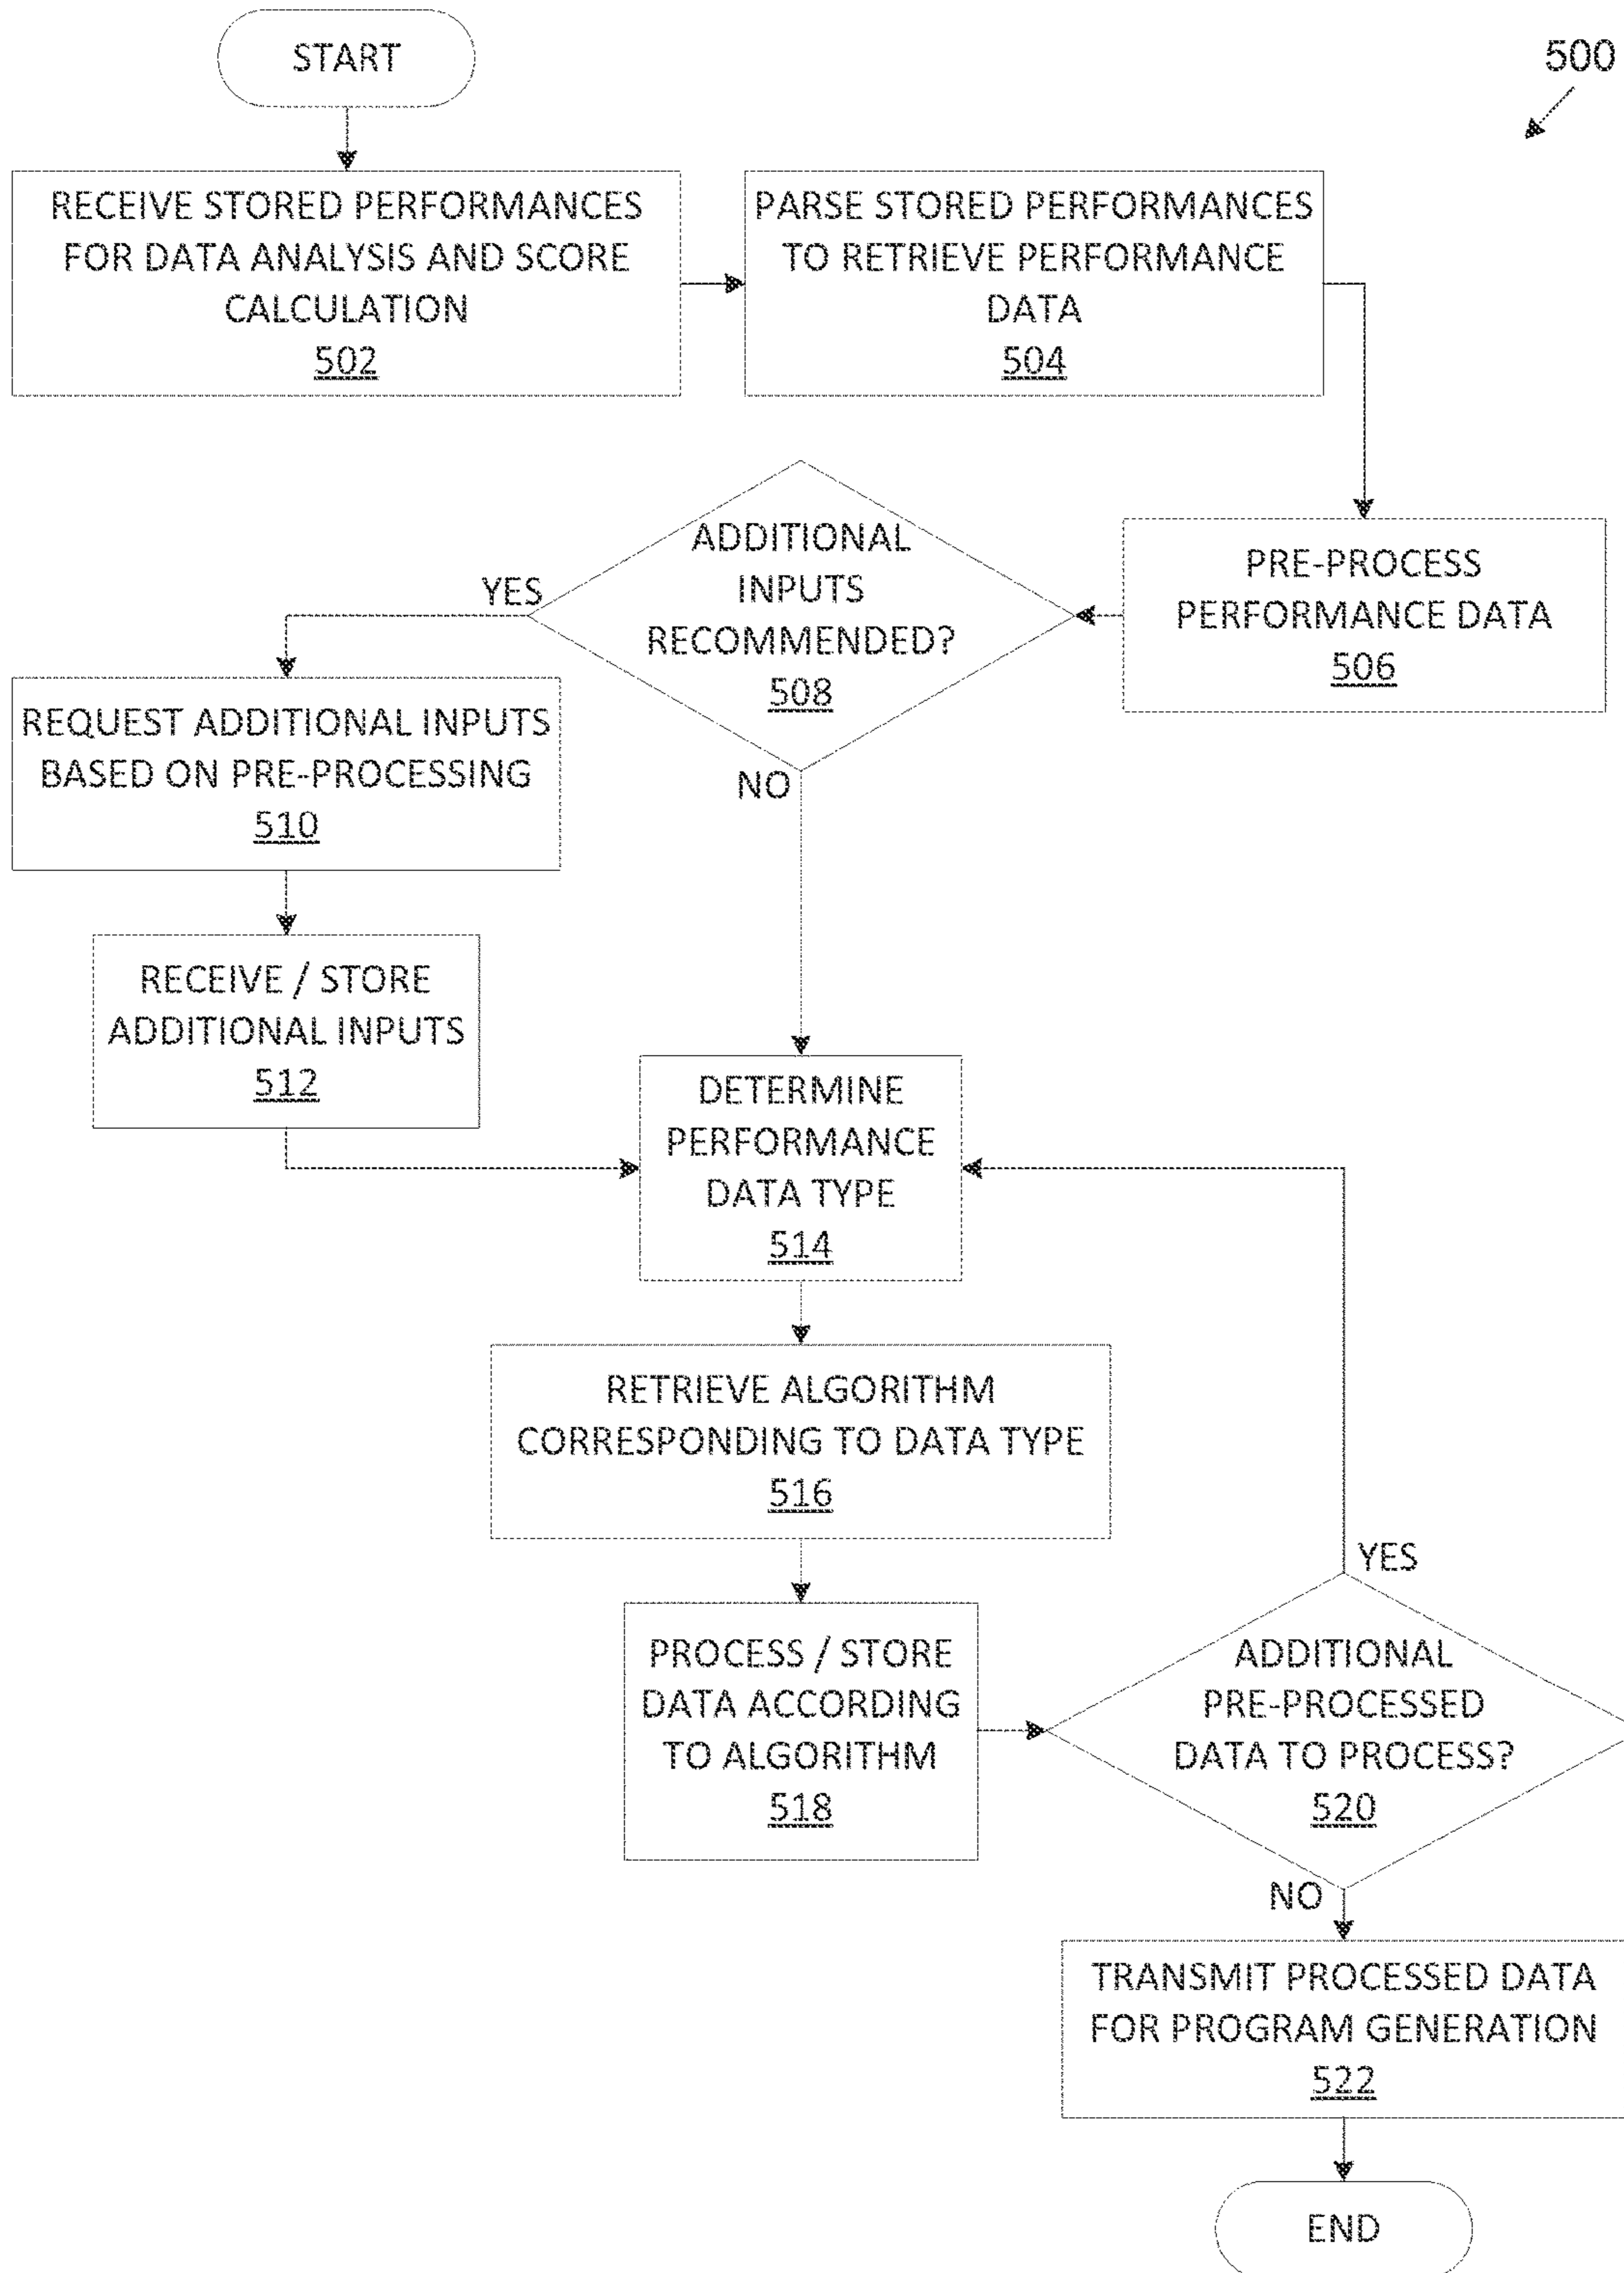 START
500
RECEIVE STORED PERFORMANCES
FOR DATA ANALYSIS AND SCORE
CALCULATION
502
PARSE STORED PERFORMANCES
TO RETRIEVE PERFORMANCE
DATA
504
PRE-PROCESS
PERFORMANCE DATA
506
ADDITIONAL
INPUTS
RECOMMENDED?
508
YES
NO
REQUEST ADDITIONAL INPUTS
BASED ON PRE-PROCESSING
510
RECEIVE / STORE
ADDITIONAL INPUTS
512
DETERMINE
PERFORMANCE
DATA TYPE
514
RETRIEVE ALGORITHM
CORRESPONDING TO DATA TYPE
516
PROCESS / STORE
DATA ACCORDING
TO ALGORITHM
518
YES
ADDITIONAL
PRE-PROCESSED
DATA TO PROCESS?
520
NO
TRANSMIT PROCESSED DATA
FOR PROGRAM GENERATION
522
END